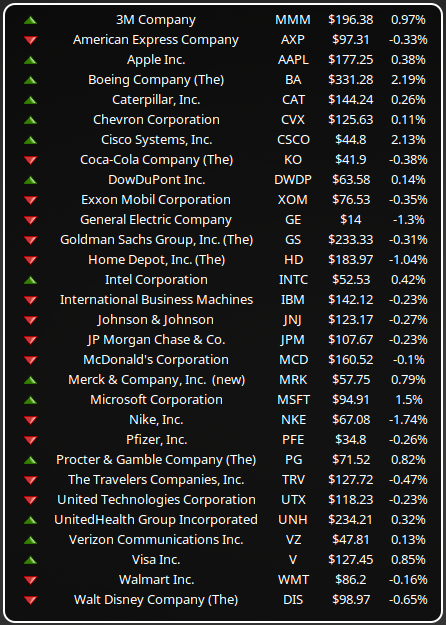 3M Company MMM $196.38 0.97%
American Express Company AXP $97.31 -0.33%
Apple Inc. AAPL $177.25 0.38%
Boeing Company (The) BA $331.28 2.19%
Caterpillar, Inc. CAT $144.24 0.26%
Chevron Corporation CVX $125.63 0.11%
Cisco Systems, Inc. CSCO $44.8 2.13%
Coca-Cola Company (The) KO $41.9 -0.38%
DowDuPont Inc. DWDP $63.58 0.14%
Exxon Mobil Corporation XOM $76.53 -0.35%
General Electric Company GE $14 -1.3%
Goldman Sachs Group, Inc. (The) GS $233.33 -0.31%
Home Depot, Inc. (The) HD $183.97 -1.04%
Intel Corporation INTC $52.53 0.42%
International Business Machines IBM $142.12 -0.23%
Johnson & Johnson JNJ $123.17 -0.27%
JP Morgan Chase & Co. JPM $107.67 -0.23%
McDonald's Corporation MCD $160.52 -0.1%
Merck & Company, Inc. (new) MRK $57.75 0.79%
Microsoft Corporation MSFT $94.91 1.5%
Nike, Inc. NKE $67.08 -1.74%
Pfizer, Inc. PFE $34.8 -0.26%
Procter & Gamble Company (The) PG $71.52 0.82%
The Travelers Companies, Inc. TRV $127.72 -0.47%
United Technologies Corporation UTX $118.23 -0.23%
UnitedHealth Group Incorporated UNH $234.21 0.32%
Verizon Communications Inc. VZ $47.81 0.13%
Visa Inc. V $127.45 0.85%
Walmart Inc. WMT $86.2 -0.16%
Walt Disney Company (The) DIS $98.97 -0.65%